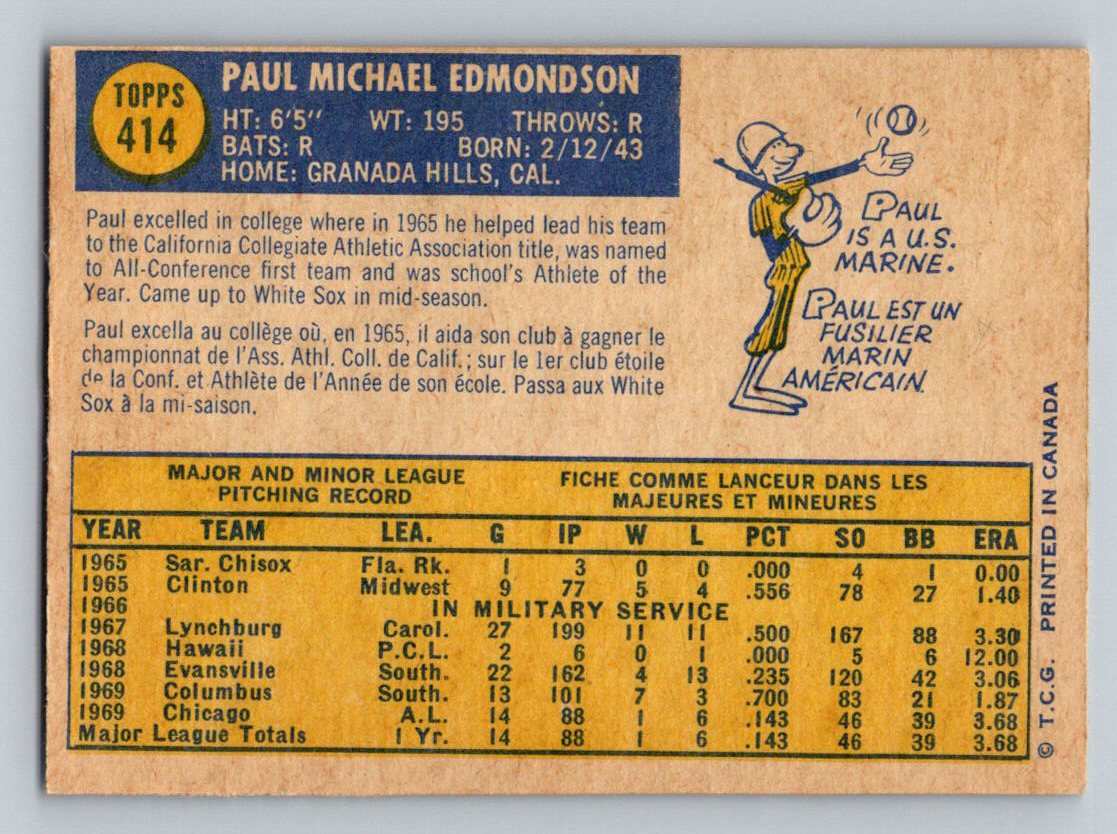 TOPPS
414
PAUL MICHAEL EDMONDSON
HT: 6'5" WT: 195 THROWS: R
BATS: R BORN: 2/12/43
HOME: GRANADA HILLS, CAL.
Paul excelled in college where in 1965 he helped lead his team
to the California Collegiate Athletic Association title, was named
to All-Conference first team and was school's Athlete of the
Year. Came up to White Sox in mid-season.
Paul excella au collège où, en 1965, il aida son club à gagner le
championnat de l'Ass. Athl. Coll. de Calif.; sur le 1er club étoile
de la Conf. et Athlète de l'Année de son école. Passa aux White
Sox à la mi-saison.
PAUL
IS A U.S.
MARINE.
PAUL EST UN
FUSILIER
MARIN
AMÉRICAIN.
MAJOR AND MINOR LEAGUE
PITCHING RECORD
FICHE COMME LANCEUR DANS LES
MAJEURES ET MINEURES
YEAR TEAM LEA. G IP W L PCT SO BB ERA
1965 Sar. Chisox Fla. Rk. 1 3 0 0 .000 4 1 0.00
1965 Clinton Midwest 9 77 5 4 .556 78 27 1.40
1966 IN MILITARY SERVICE
1967 Lynchburg Carol. 27 199 11 11 .500 167 88 3.30
1968 Hawaii P.C.L. 2 6 0 1 .000 5 6 12.00
1968 Evansville South. 22 162 4 13 .235 120 42 3.06
1969 Columbus South. 13 101 7 3 .700 83 21 1.87
1969 Chicago A.L. 14 88 1 6 .143 46 39 3.68
Major League Totals 1 Yr. 14 88 1 6 .143 46 39 3.68
© T.C.G. PRINTED IN CANADA